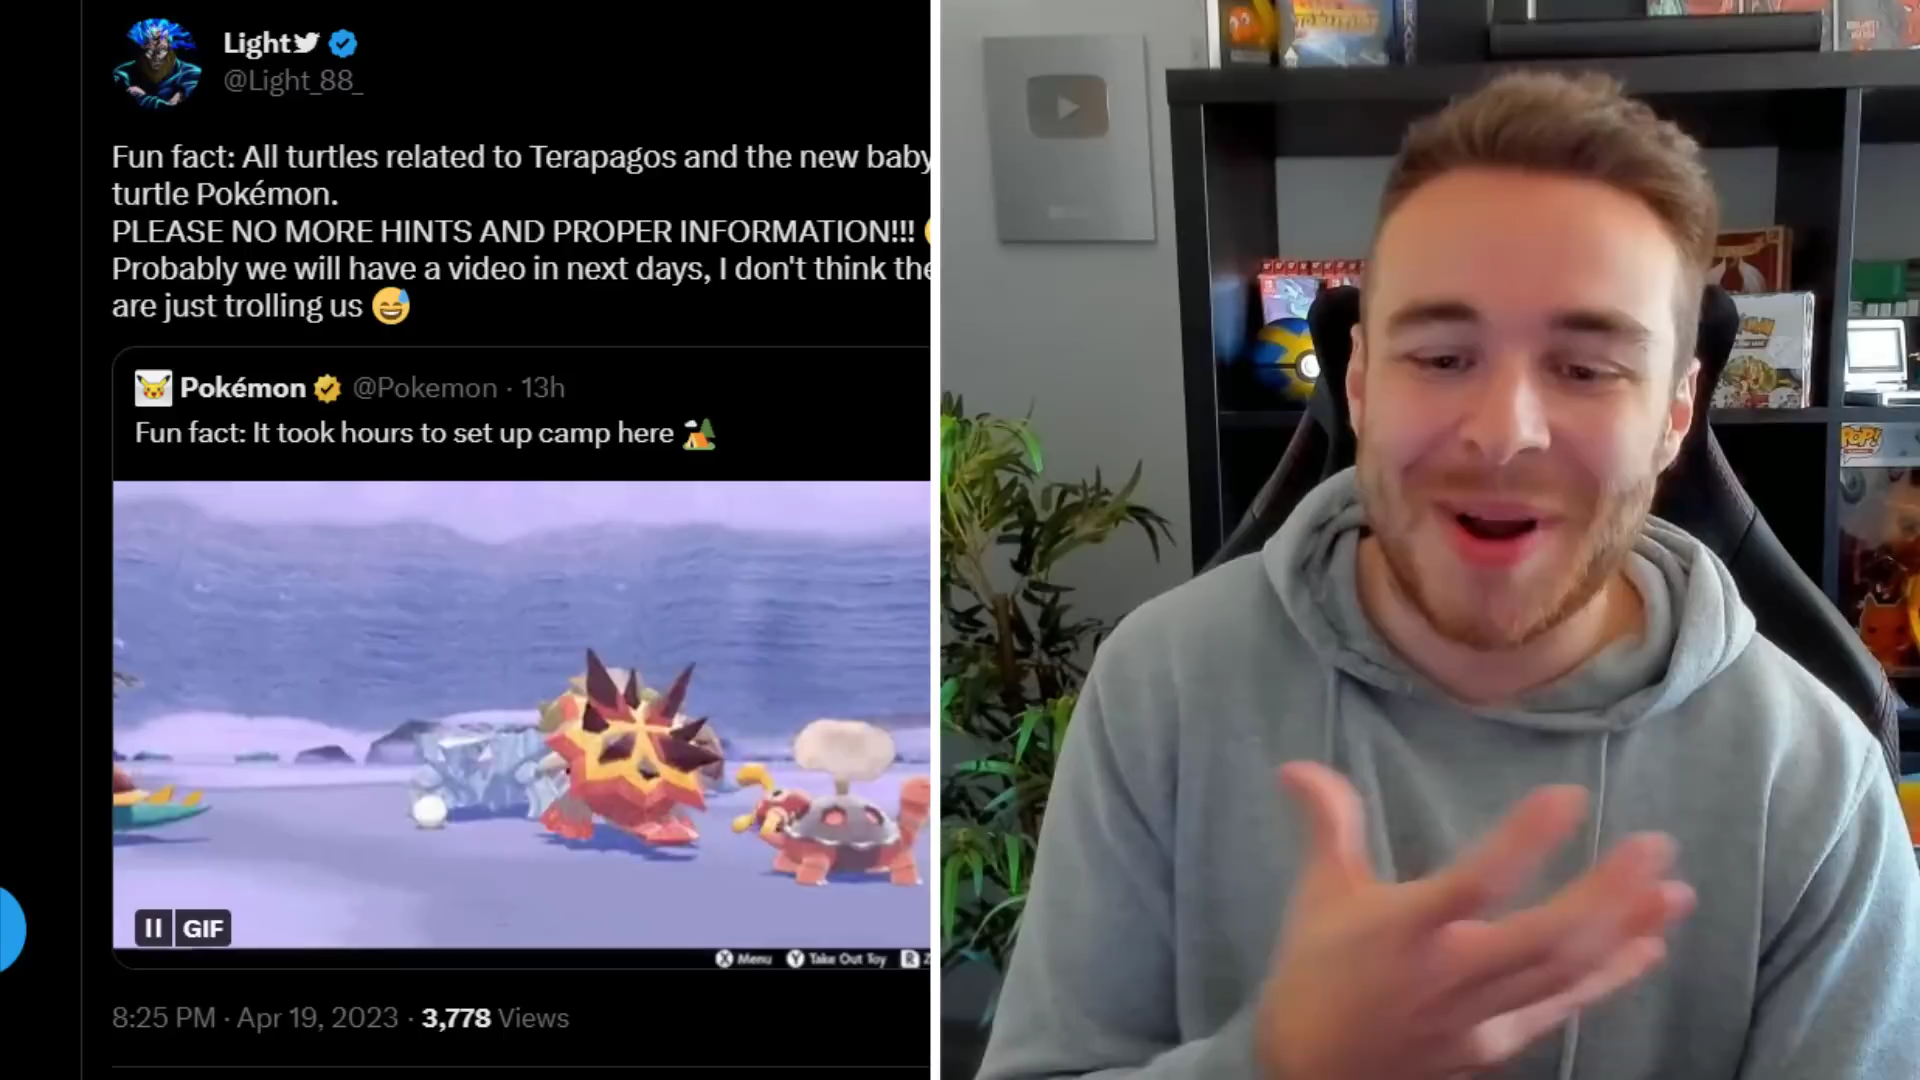 Light
@Light_88_
Fun fact: All turtles related to Terapagos and the new baby
turtle Pokémon.
PLEASE NO MORE HINTS AND PROPER INFORMATION!!!
Probably we will have a video in next days, I don't think the
are just trolling us 😅
Pokémon @Pokemon · 13h
Fun fact: It took hours to set up camp here 🏕️
GIF
X Menu Y Take Out Toy R
8:25 PM · Apr 19, 2023 · 3,778 Views
POP!